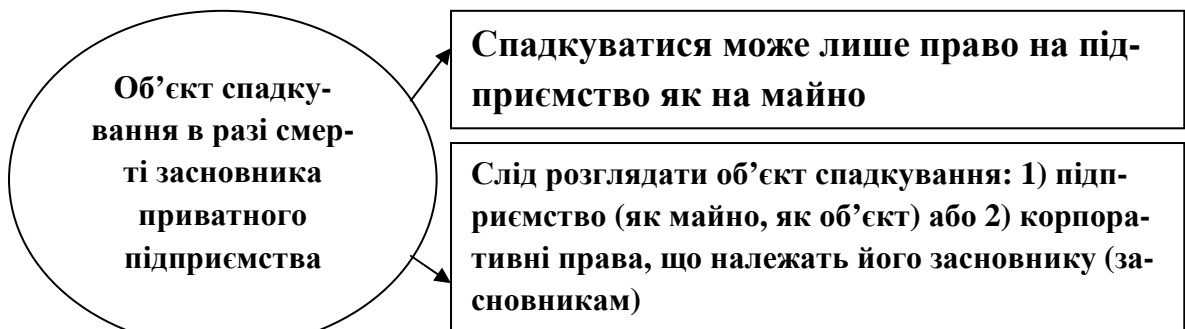 Об’єкт спадку-
вання в разі смер-
ті засновника
приватного
підприємства
Спадкуватися може лише право на під-
приємство як на майно
Слід розглядати об’єкт спадкування: 1) підп-
риємство (як майно, як об’єкт) або 2) корпора-
тивні права, що належать його засновнику (за-
сновникам)